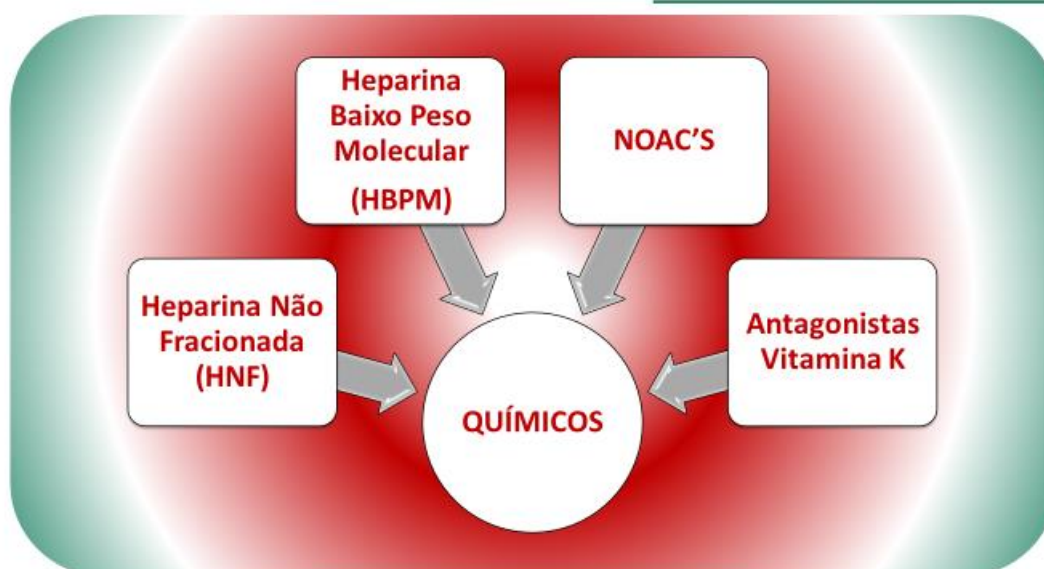 Heparina
Baixo Peso
Molecular
(HBPM)
NOAC’S
Heparina Não
Fracionada
(HNF)
Antagonistas
Vitamina K
QUÍMICOS